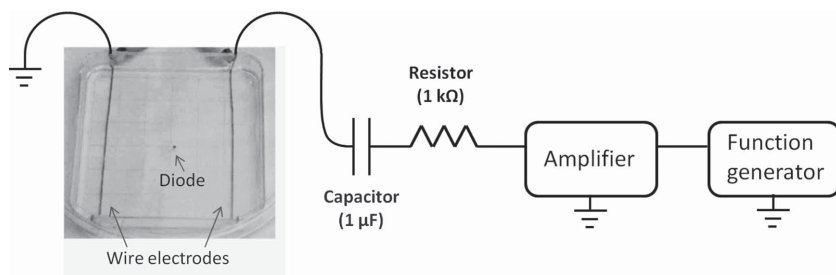 Resistor
(1 kΩ)
Amplifier
Function
generator
Diode
Capacitor
(1 µF)
Wire electrodes